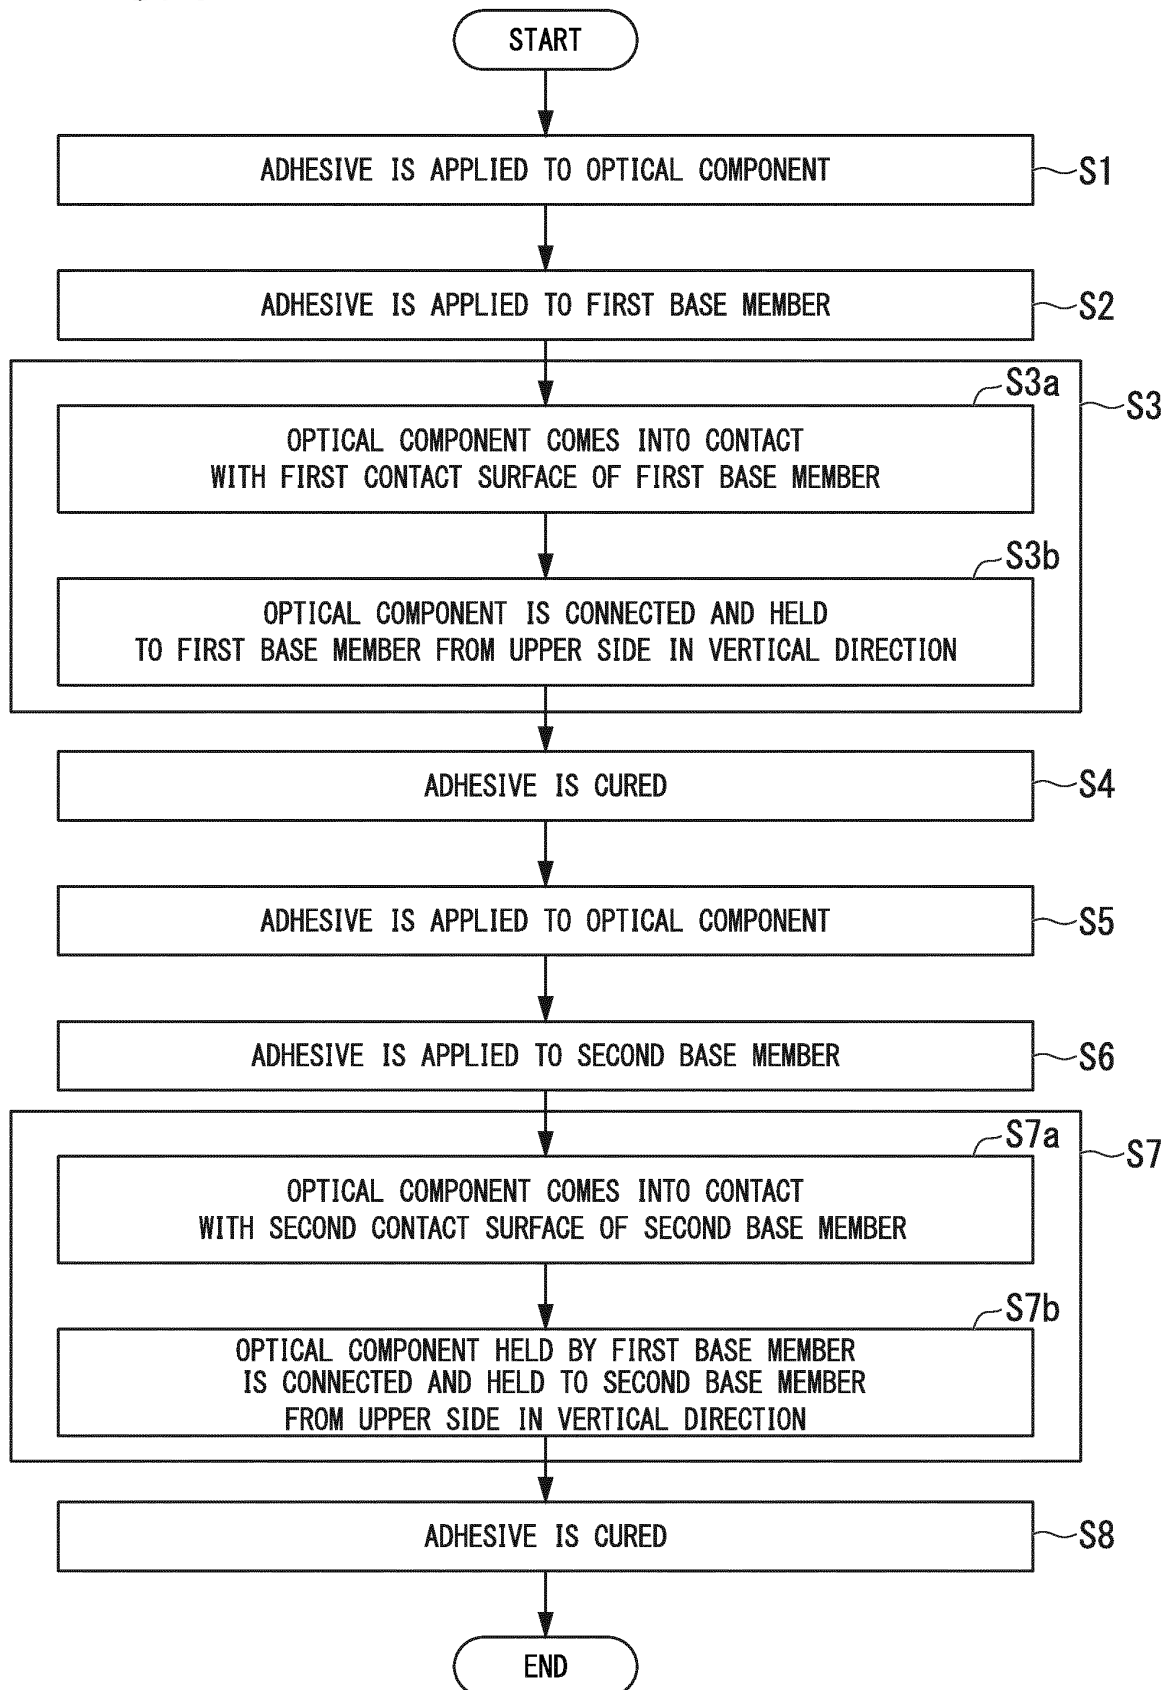 START
ADHESIVE IS APPLIED TO OPTICAL COMPONENT
S1
ADHESIVE IS APPLIED TO FIRST BASE MEMBER
S2
S3a
S3
OPTICAL COMPONENT COMES INTO CONTACT
WITH FIRST CONTACT SURFACE OF FIRST BASE MEMBER
S3b
OPTICAL COMPONENT IS CONNECTED AND HELD
TO FIRST BASE MEMBER FROM UPPER SIDE IN VERTICAL DIRECTION
ADHESIVE IS CURED
S4
ADHESIVE IS APPLIED TO OPTICAL COMPONENT
S5
ADHESIVE IS APPLIED TO SECOND BASE MEMBER
S6
S7a
S7
OPTICAL COMPONENT COMES INTO CONTACT
WITH SECOND CONTACT SURFACE OF SECOND BASE MEMBER
S7b
OPTICAL COMPONENT HELD BY FIRST BASE MEMBER
IS CONNECTED AND HELD TO SECOND BASE MEMBER
FROM UPPER SIDE IN VERTICAL DIRECTION
ADHESIVE IS CURED
S8
END